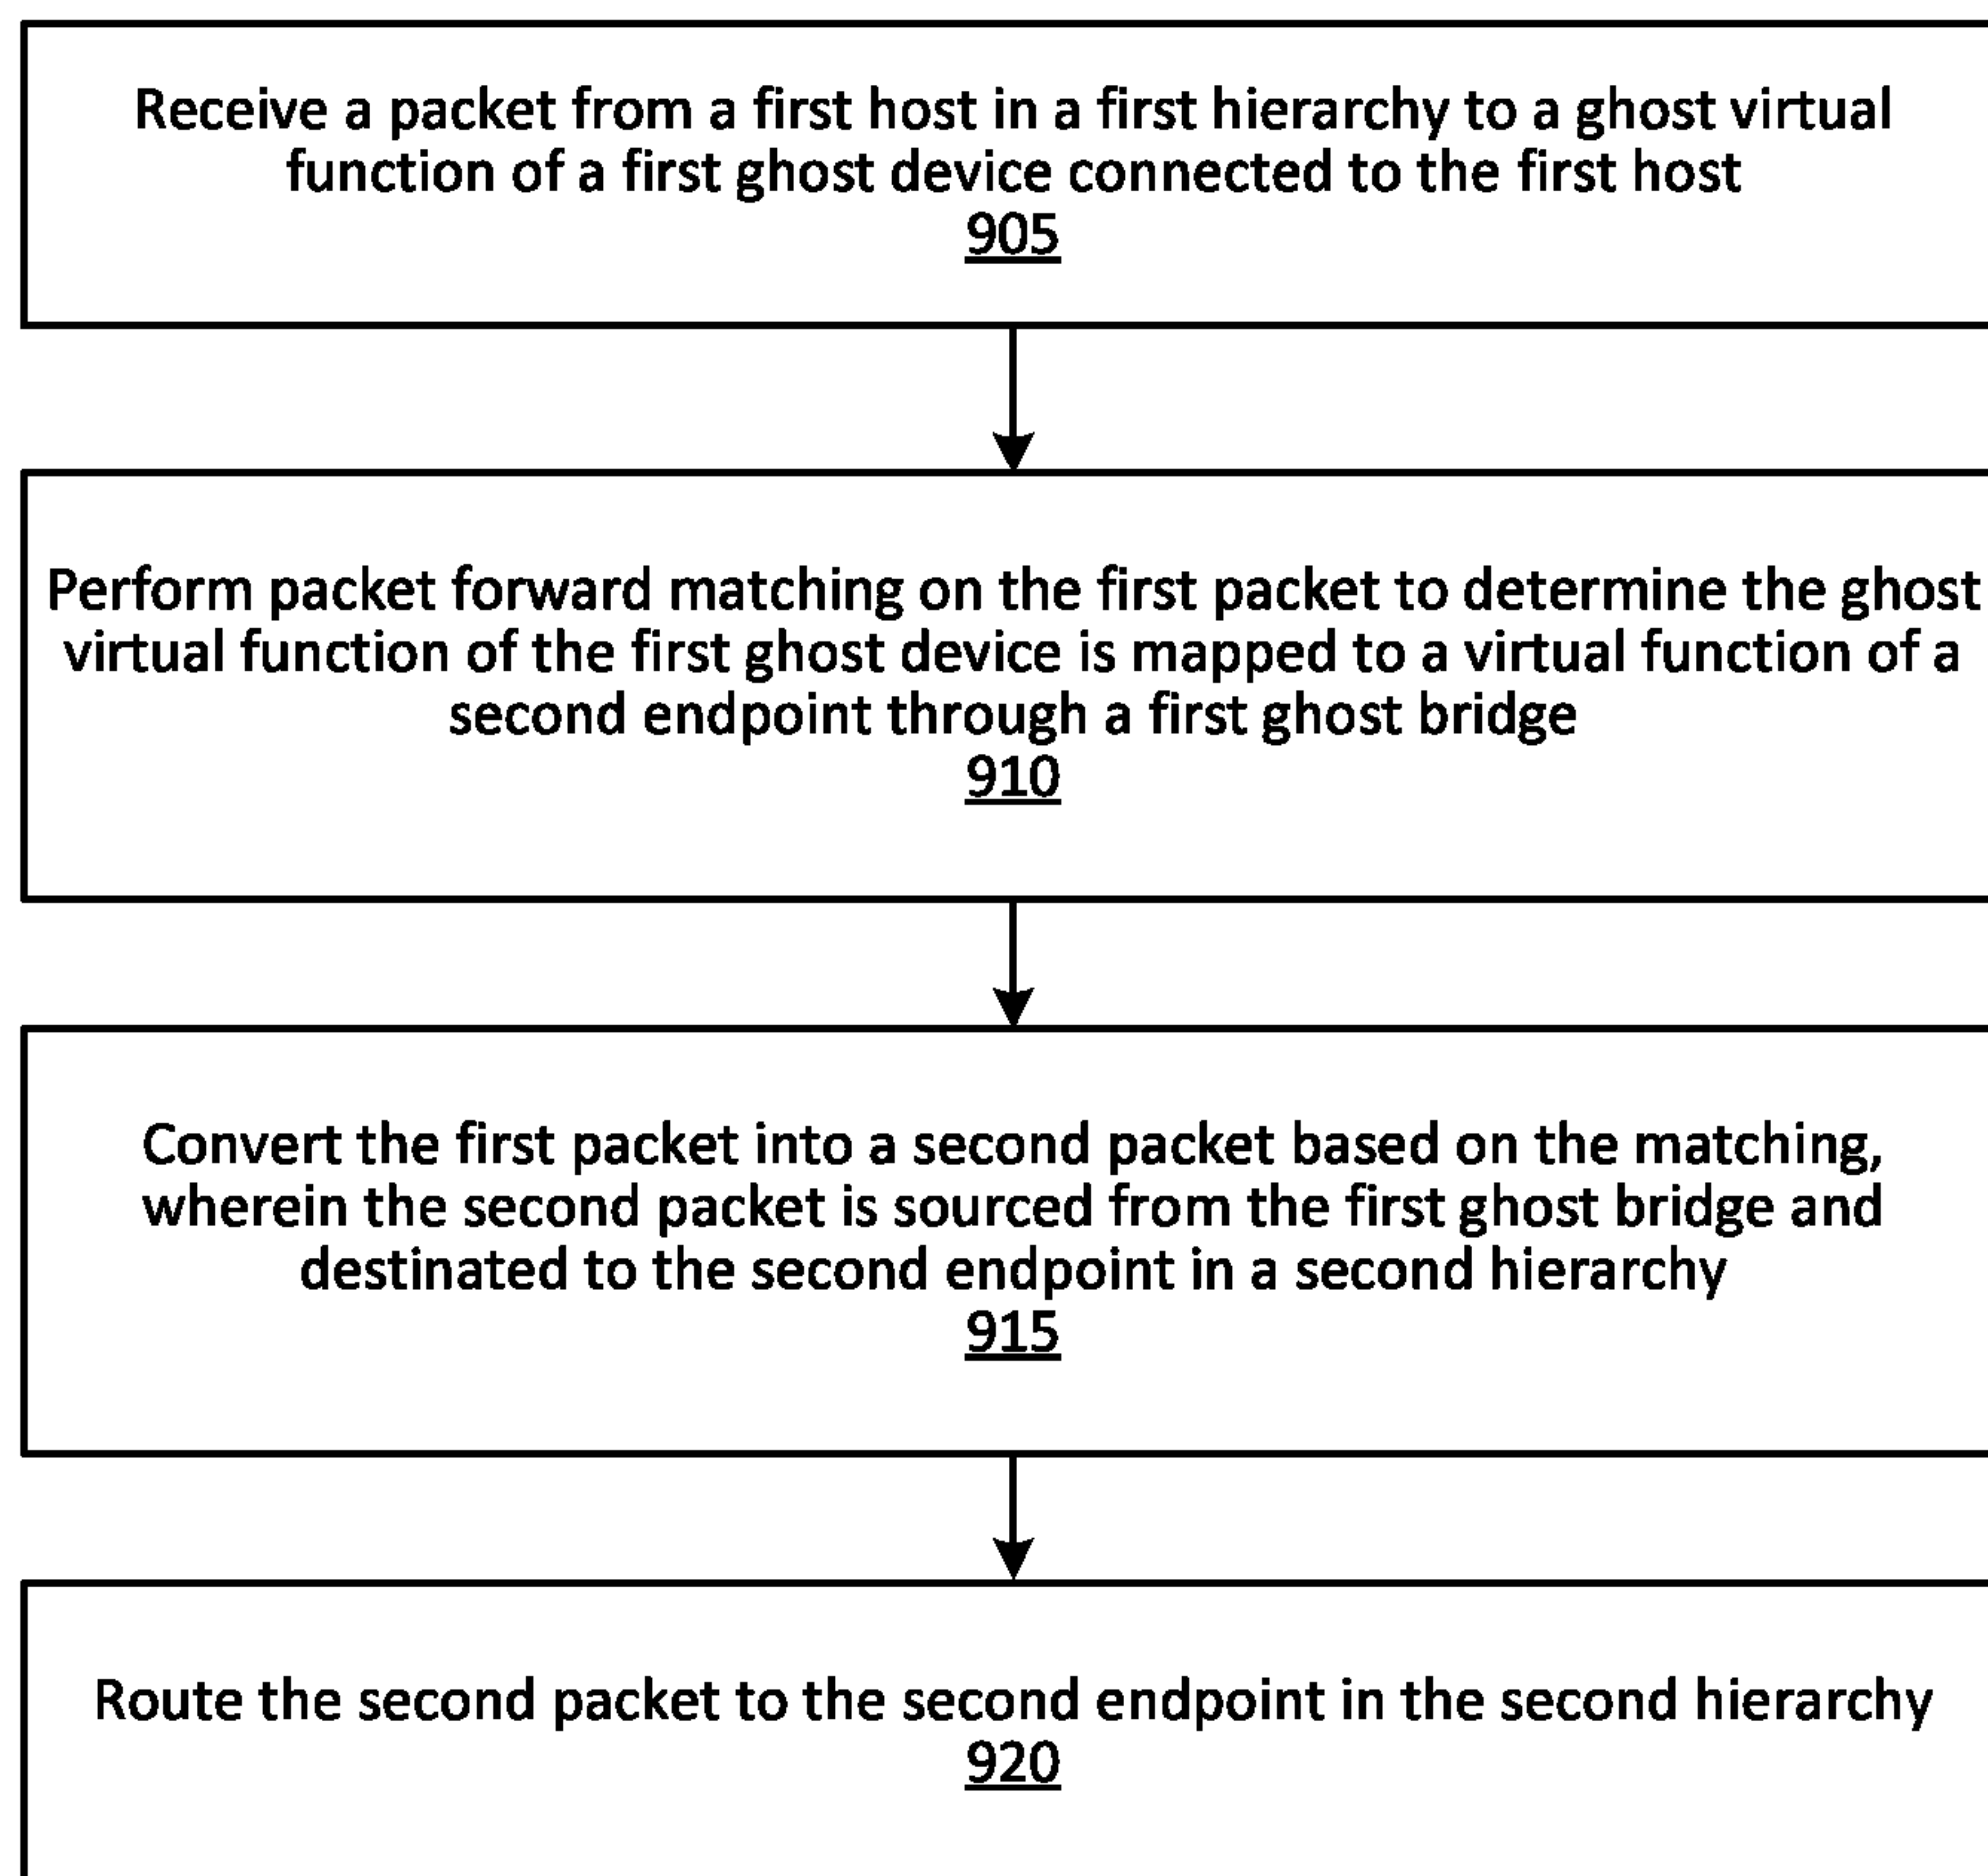 Receive a packet from a first host in a first hierarchy to a ghost virtual
function of a first ghost device connected to the first host
905
Perform packet forward matching on the first packet to determine the ghost
virtual function of the first ghost device is mapped to a virtual function of a
second endpoint through a first ghost bridge
910
Convert the first packet into a second packet based on the matching,
wherein the second packet is sourced from the first ghost bridge and
destinated to the second endpoint in a second hierarchy
915
Route the second packet to the second endpoint in the second hierarchy
920